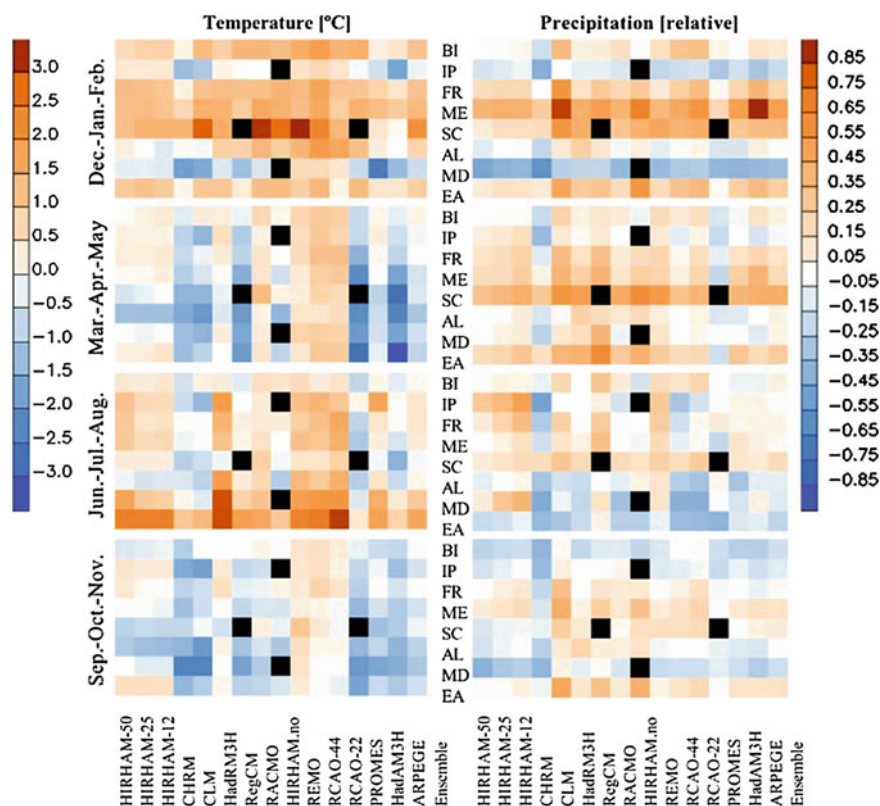 Temperature [ºC]
Precipitation [relative]
3.0
2.5
2.0
1.5
1.0
0.5
0.0
−0.5
−1.0
−1.5
−2.0
−2.5
−3.0
Dec.-Jan.-Feb.
Mar.-Apr.-May
Jun.-Jul.-Aug.
Sep.-Oct.-Nov.
BI
IP
FR
ME
SC
AL
MD
EA
BI
IP
FR
ME
SC
AL
MD
EA
BI
IP
FR
ME
SC
AL
MD
EA
BI
IP
FR
ME
SC
AL
MD
EA
0.85
0.75
0.65
0.55
0.45
0.35
0.25
0.15
0.05
−0.05
−0.15
−0.25
−0.35
−0.45
−0.55
−0.65
−0.75
−0.85
HIRHAM-50
HIRHAM-25
HIRHAM-12
CHRM
CLM
HadRM3H
RegCM
RACMO
HIRHAM.no
REMO
RCAO-44
RCAO-22
PROMES
HadAM3H
ARPEGE
Ensemble
HIRHAM-50
HIRHAM-25
HIRHAM-12
CHRM
CLM
HadRM3H
RegCM
RACMO
HIRHAM.no
REMO
RCAO-44
RCAO-22
PROMES
HadAM3H
ARPEGE
Ensemble